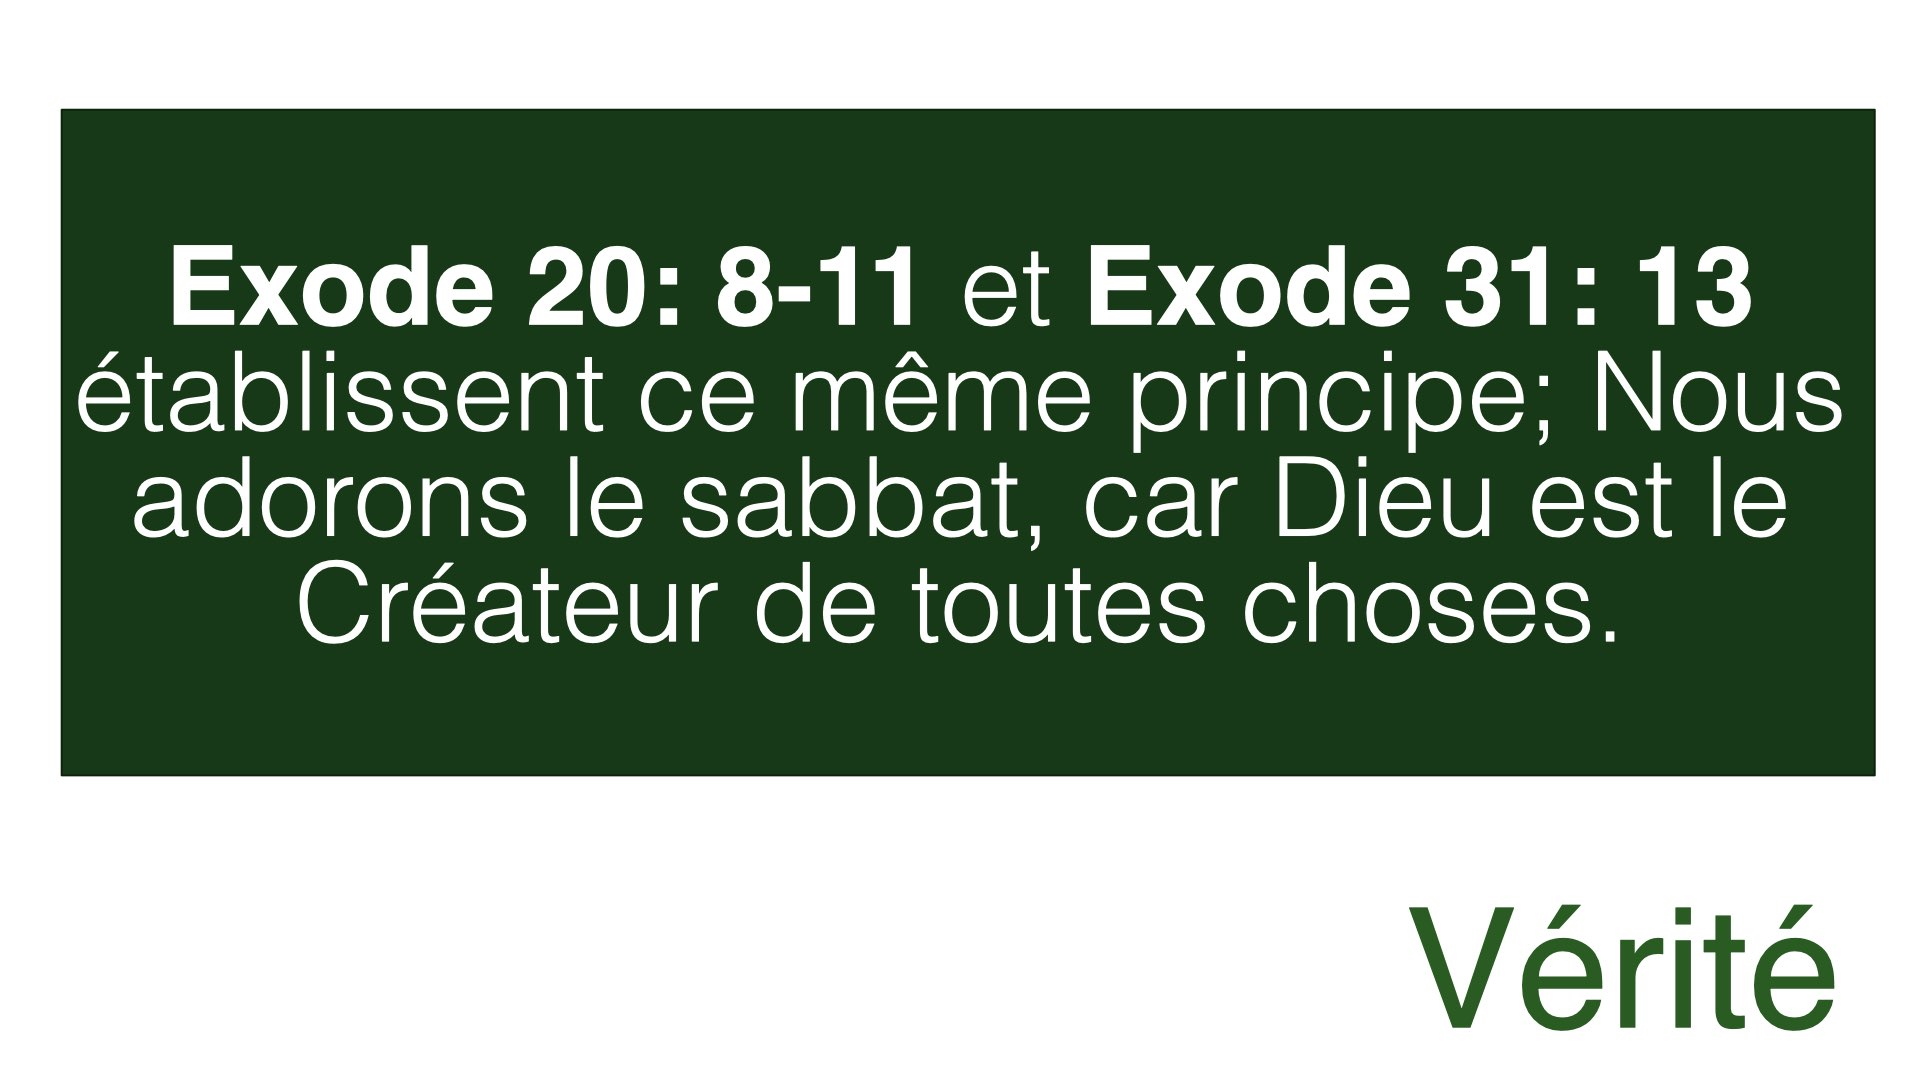 Exode 20: 8-11 et Exode 31: 13
établissent ce même principe; Nous
adorons le sabbat, car Dieu est le
Créateur de toutes choses.
Vérité